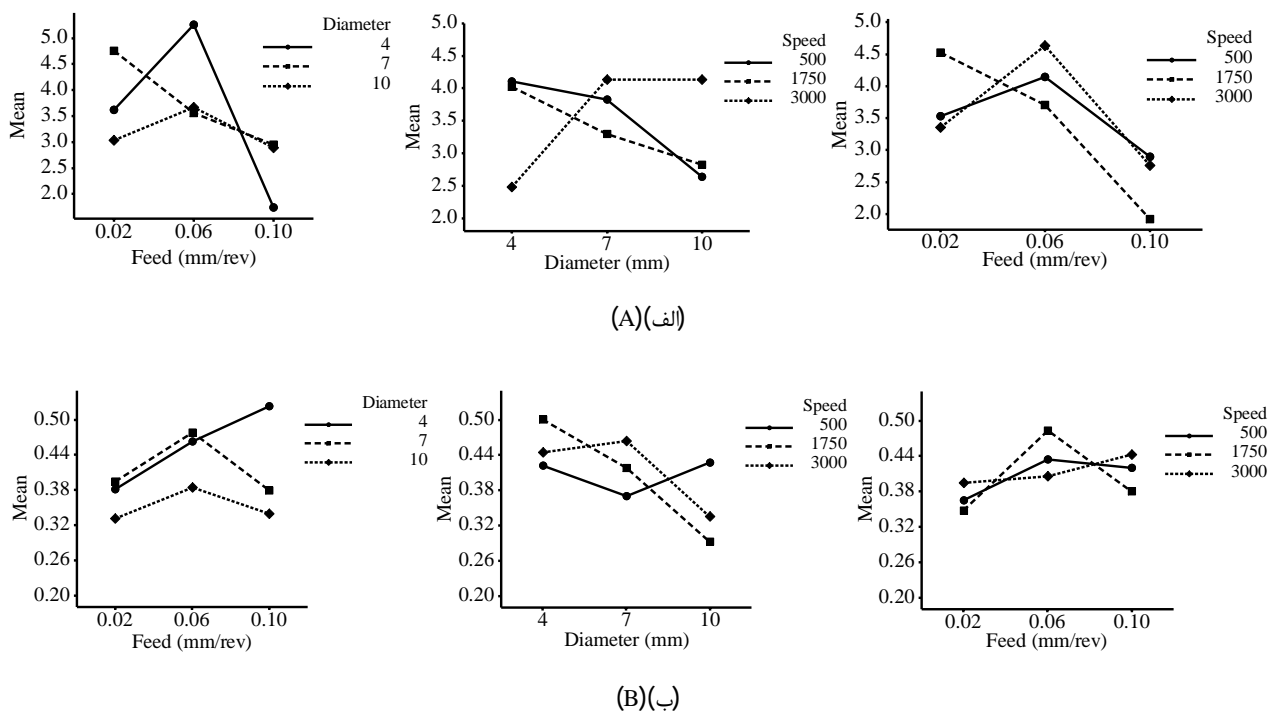 Diameter
4
7
10
5.0
4.5
4.0
3.5
3.0
2.5
2.0
Mean
0.02 0.06 0.10
Feed (mm/rev)
Speed
500
1750
3000
5.0
4.5
4.0
3.5
3.0
2.5
2.0
Mean
4 7 10
Diameter (mm)
Speed
500
1750
3000
5.0
4.5
4.0
3.5
3.0
2.5
2.0
Mean
0.02 0.06 0.10
Feed (mm/rev)
(الف)(A)
Diameter
4
7
10
0.50
0.44
0.38
0.32
0.26
0.20
Mean
0.02 0.06 0.10
Feed (mm/rev)
Speed
500
1750
3000
0.50
0.44
0.38
0.32
0.26
0.20
Mean
4 7 10
Diameter (mm)
Speed
500
1750
3000
0.50
0.44
0.38
0.32
0.26
0.20
Mean
0.02 0.06 0.10
Feed (mm/rev)
(ب)(B)